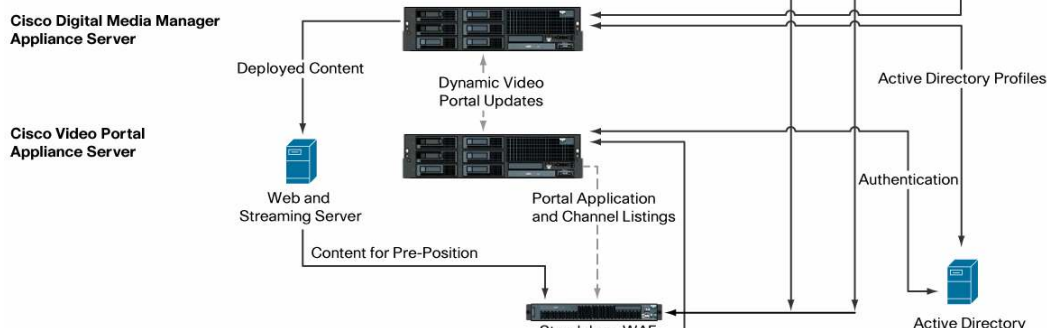 Cisco Digital Media Manager
Appliance Server
Deployed Content
Dynamic Video
Portal Updates
Active Directory Profiles
Cisco Video Portal
Appliance Server
Web and
Streaming Server
Portal Application
and Channel Listings
Authentication
Content for Pre-Position
Active Directory